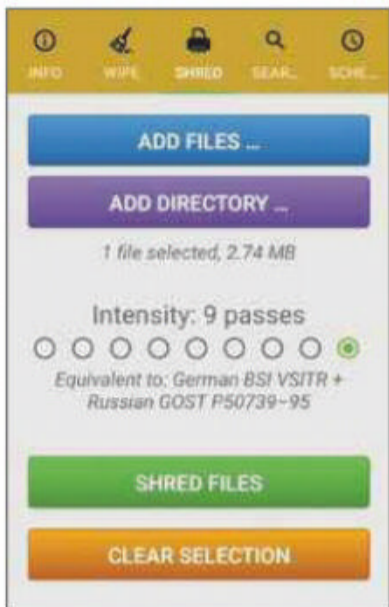 INFO WIPE SHRED SEAR... SCHE...
ADD FILES ...
ADD DIRECTORY ...
1 file selected, 2.74 MB
Intensity: 9 passes
Equivalent to: German BSI VSITR +
Russian GOST P50739–95
SHRED FILES
CLEAR SELECTION